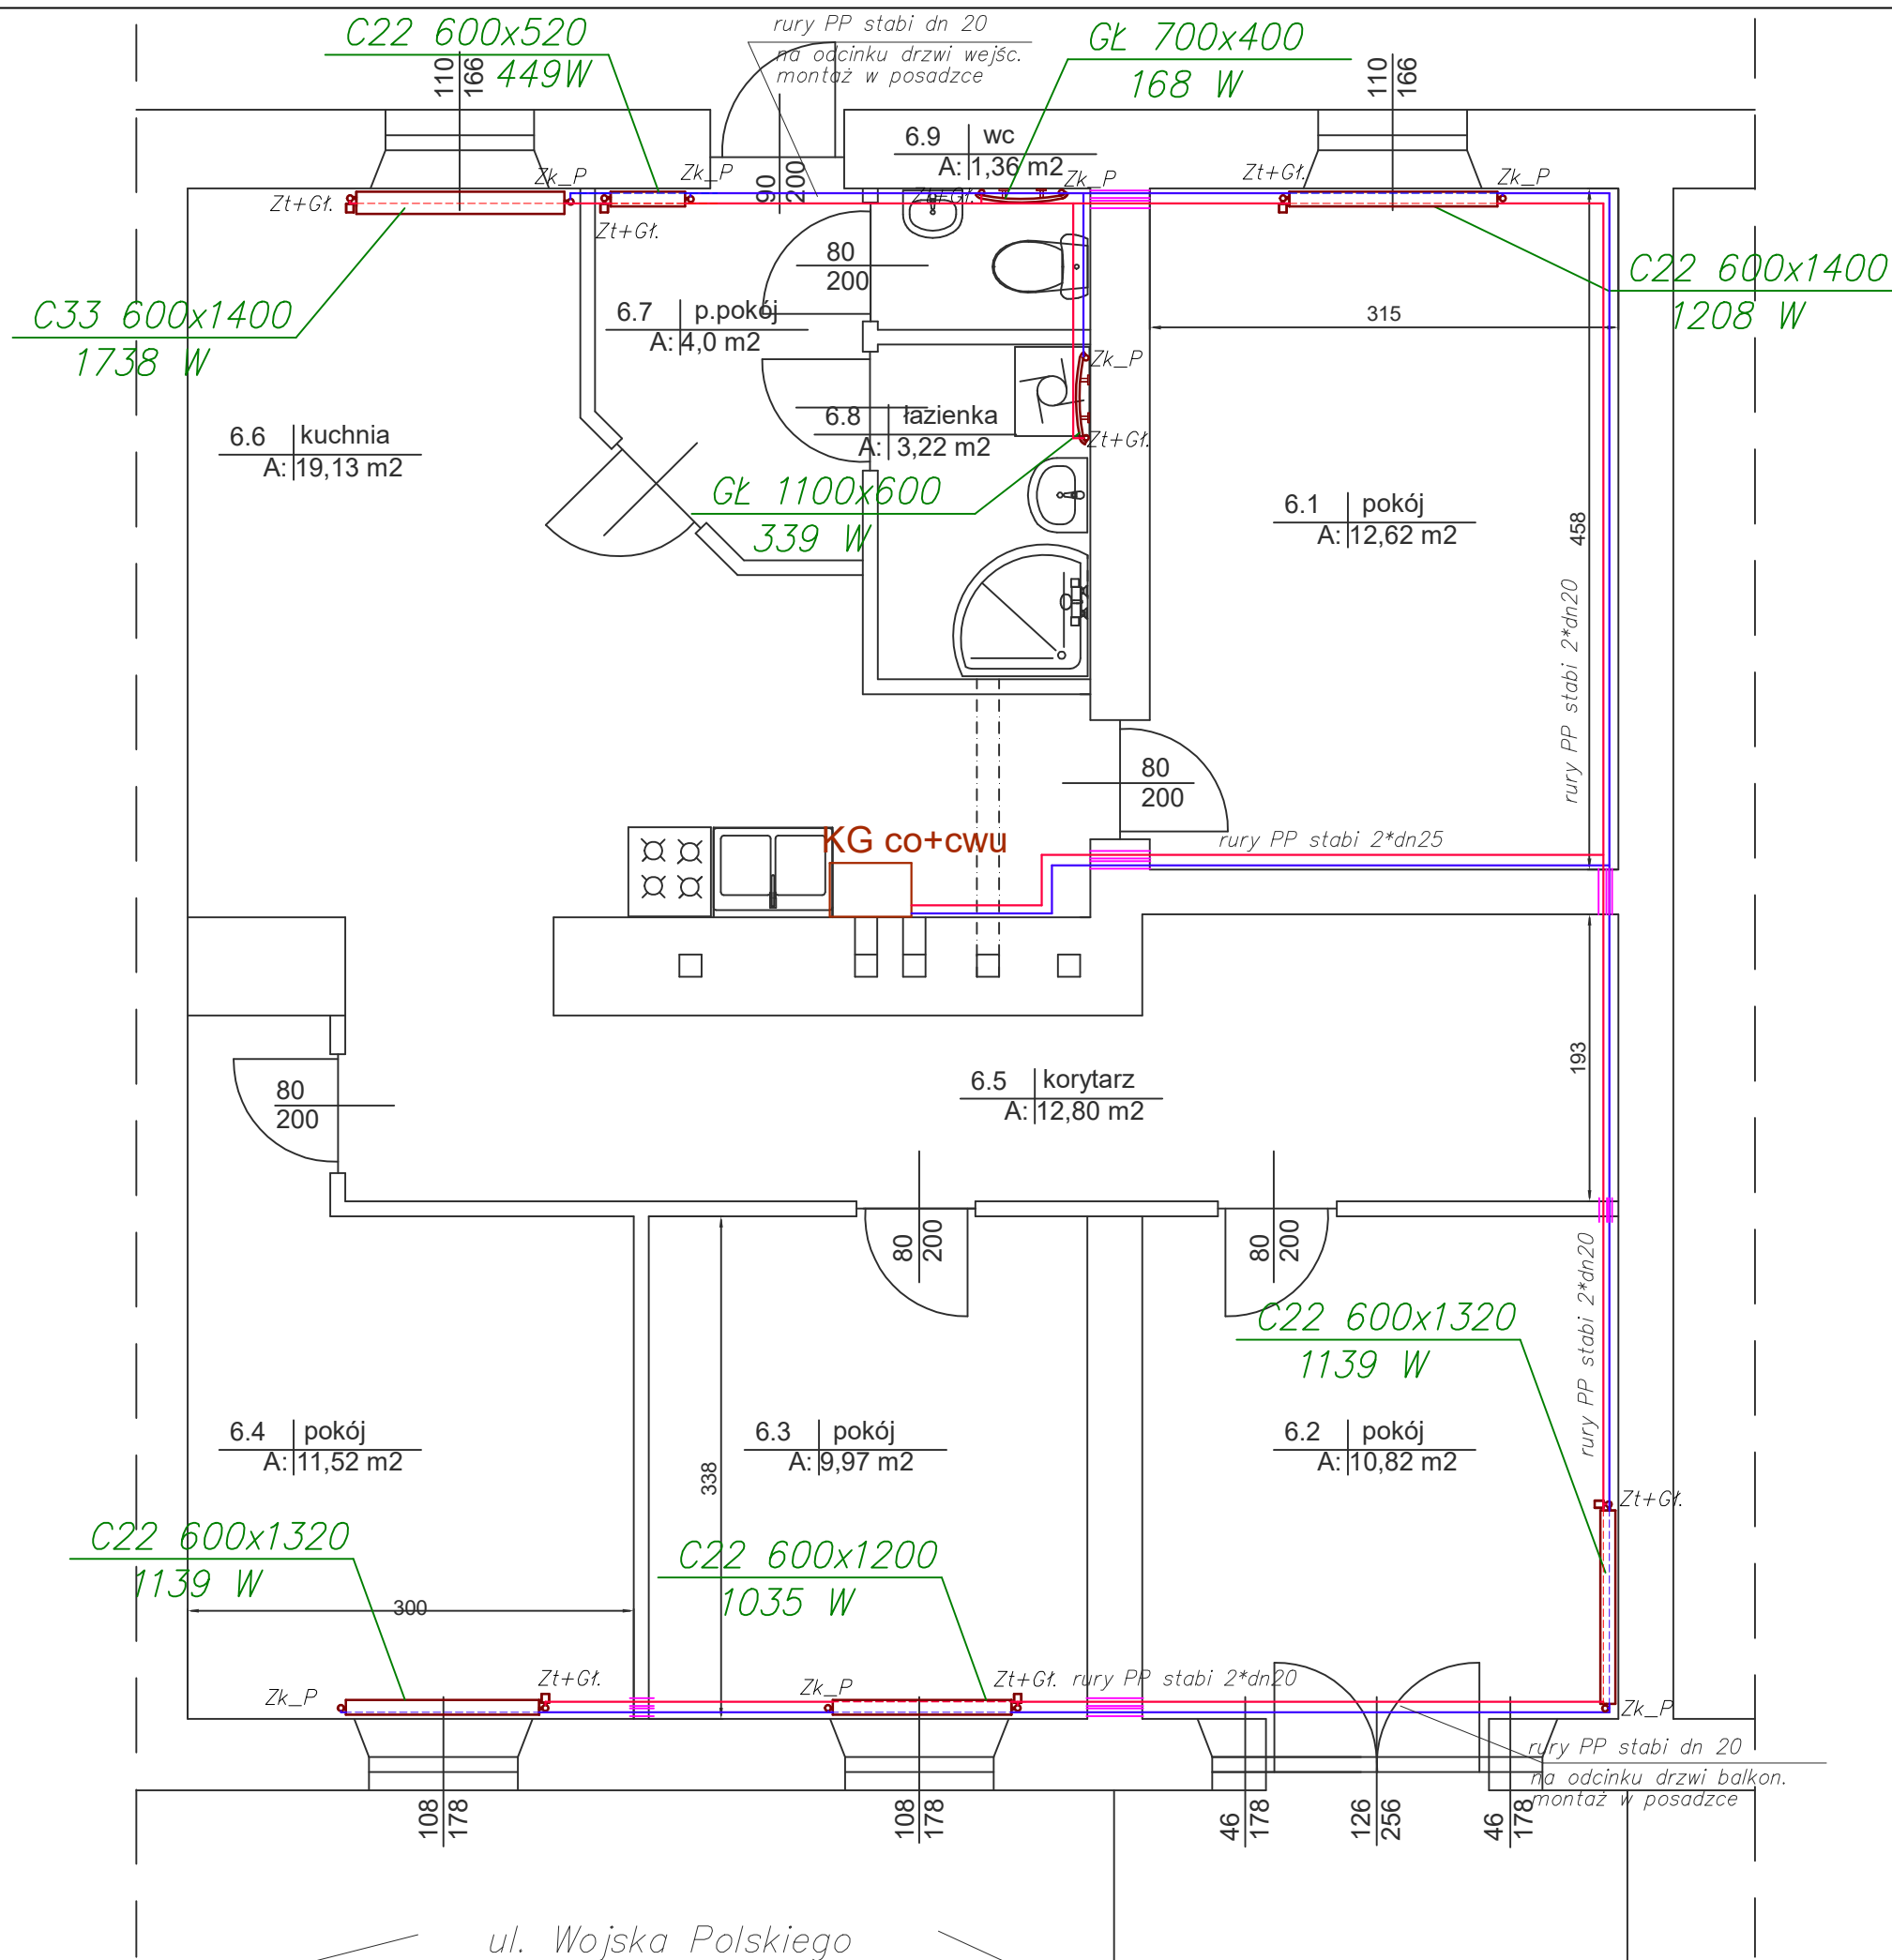 C22 600x520
449W
rury PP stabi dn 20
na odcinku drzwi wejśc.
montaż w posadzce
GŁ 700x400
168 W
110
166
110
166
6.9 wc
A: 1,36 m2
90
200
Zk_P
Zk_P
Zk_P
Zt+Gł.
Zk_P
Zt+Gł.
Zt+Gł.
Zt+Gł.
C33 600x1400
1738 W
80
200
C22 600x1400
1208 W
6.7 p.pokój
A: 4,0 m2
315
Zk_P
6.8 łazienka
A: 3,22 m2
Zt+Gł.
6.6 kuchnia
A: 19,13 m2
GŁ 1100x600
339 W
6.1 pokój
A: 12,62 m2
458
rury PP stabi 2*dn20
80
200
KG co+cwu
rury PP stabi 2*dn25
193
80
200
6.5 korytarz
A: 12,80 m2
80
200
80
200
rury PP stabi 2*dn20
C22 600x1320
1139 W
6.4 pokój
A: 11,52 m2
6.3 pokój
A: 9,97 m2
6.2 pokój
A: 10,82 m2
338
Zt+Gł.
C22 600x1320
1139 W
C22 600x1200
1035 W
300
Zk_P
Zt+Gł.
Zk_P
Zt+Gł.
rury PP stabi 2*dn20
Zk_P
rury PP stabi dn 20
na odcinku drzwi balkon.
montaż w posadzce
108
178
108
178
46
178
126
256
46
178
ul. Wojska Polskiego